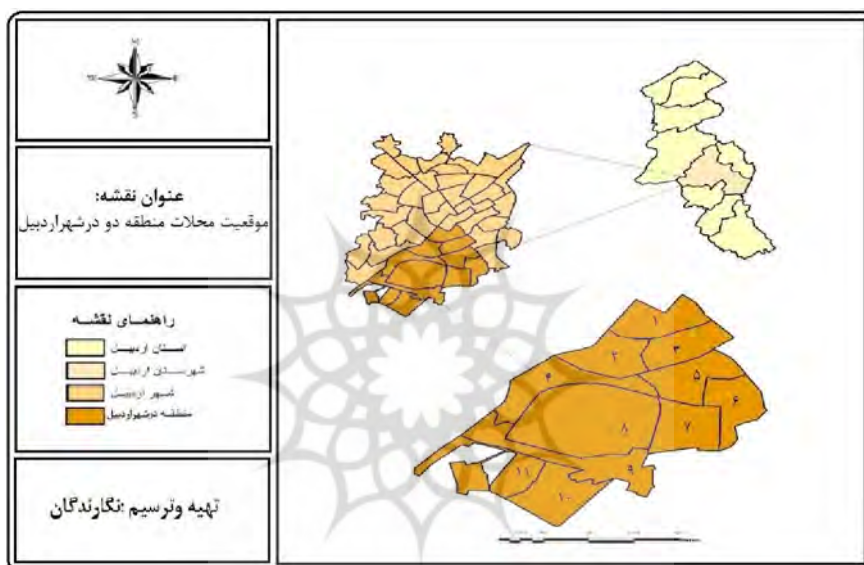 عنوان نقشه:
موقعیت محلات منطقه دو درشهراردبیل
راهنمای نقشه
استان اردبیل
شهرستان اردبیل
شهر اردبیل
منطقه دوشهراردبیل
تهیه وترسیم :نگارندگان
۱
۲
۳
۴
۵
۶
۷
۸
۹
۱۰
۱۱